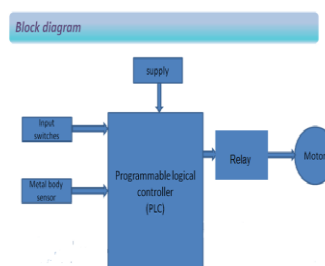 Block diagram
supply
Input
switches
Metal body
sensor
Programmable logical
controller
(PLC)
Relay
Motor